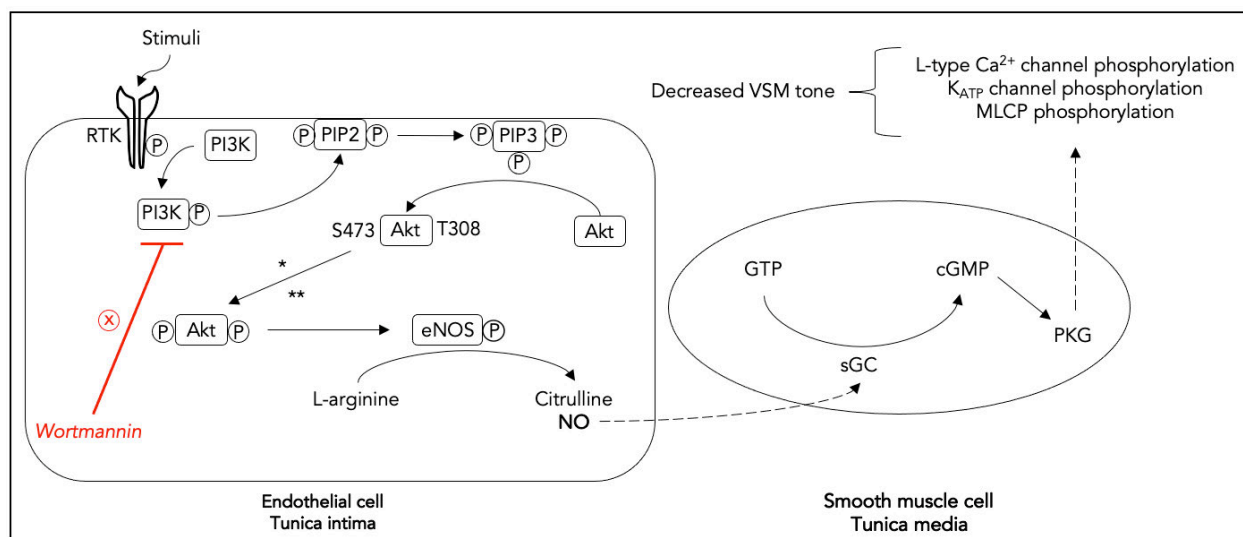 Stimuli
L-type Ca²⁺ channel phosphorylation
Decreased VSM tone
K_ATP channel phosphorylation
MLCP phosphorylation
RTK
P
PI3K
P PIP2 P
P PIP3 P
P
PI3K P
S473 Akt T308
Akt
*
**
GTP
cGMP
X
P Akt P
eNOS P
PKG
sGC
L-arginine
Citrulline
NO
Wortmannin
Endothelial cell
Tunica intima
Smooth muscle cell
Tunica media